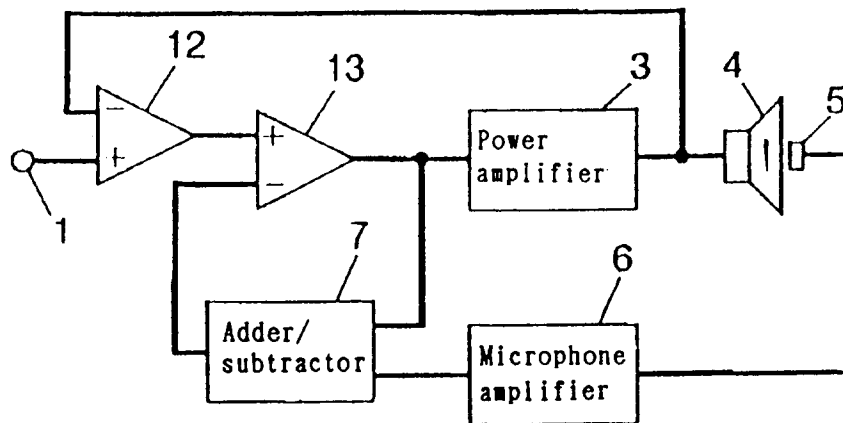 12
13
3
4
5
−
+
+
−
Power
amplifier
1
7
6
Adder/
subtractor
Microphone
amplifier